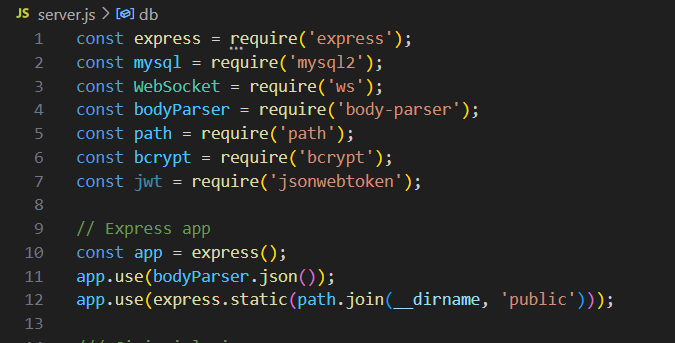 JS server.js > db
1 const express = require('express');
2 const mysql = require('mysql2');
3 const WebSocket = require('ws');
4 const bodyParser = require('body-parser');
5 const path = require('path');
6 const bcrypt = require('bcrypt');
7 const jwt = require('jsonwebtoken');
8
9 // Express app
10 const app = express();
11 app.use(bodyParser.json());
12 app.use(express.static(path.join(__dirname, 'public')));
13